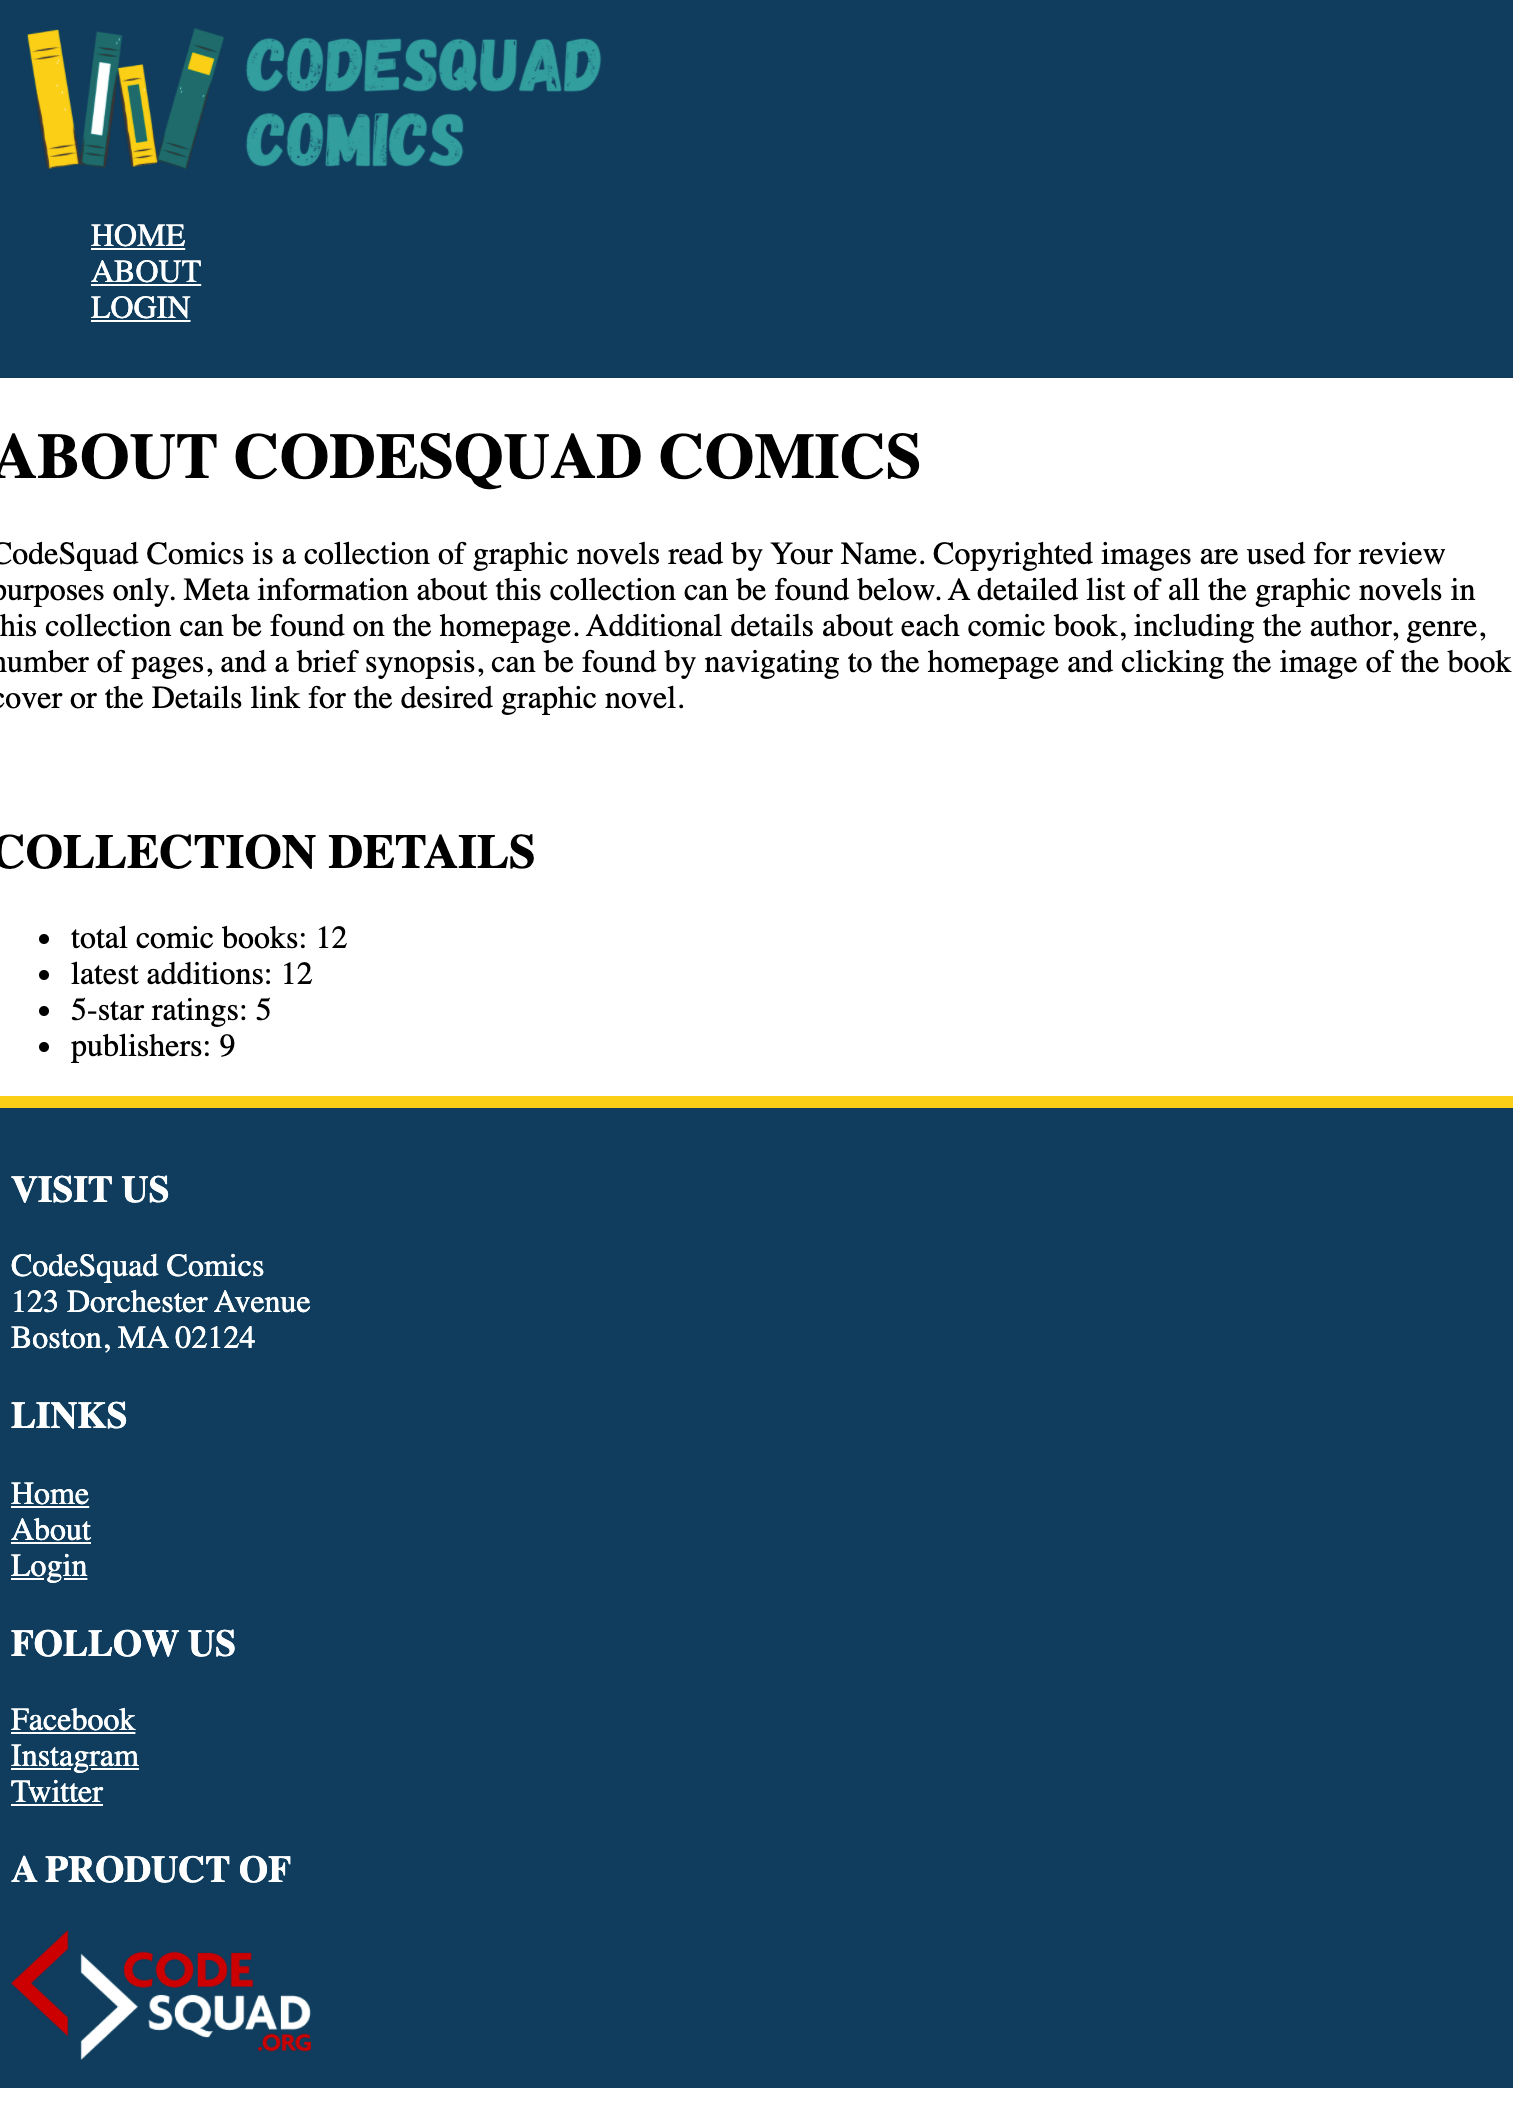 CODESQUAD
COMICS
HOME
ABOUT
LOGIN
ABOUT CODESQUAD COMICS
CodeSquad Comics is a collection of graphic novels read by Your Name. Copyrighted images are used for review
purposes only. Meta information about this collection can be found below. A detailed list of all the graphic novels in
this collection can be found on the homepage. Additional details about each comic book, including the author, genre,
number of pages, and a brief synopsis, can be found by navigating to the homepage and clicking the image of the book
cover or the Details link for the desired graphic novel.
COLLECTION DETAILS
• total comic books: 12
• latest additions: 12
• 5-star ratings: 5
• publishers: 9
VISIT US
CodeSquad Comics
123 Dorchester Avenue
Boston, MA 02124
LINKS
Home
About
Login
FOLLOW US
Facebook
Instagram
Twitter
A PRODUCT OF
CODE
SQUAD
.ORG